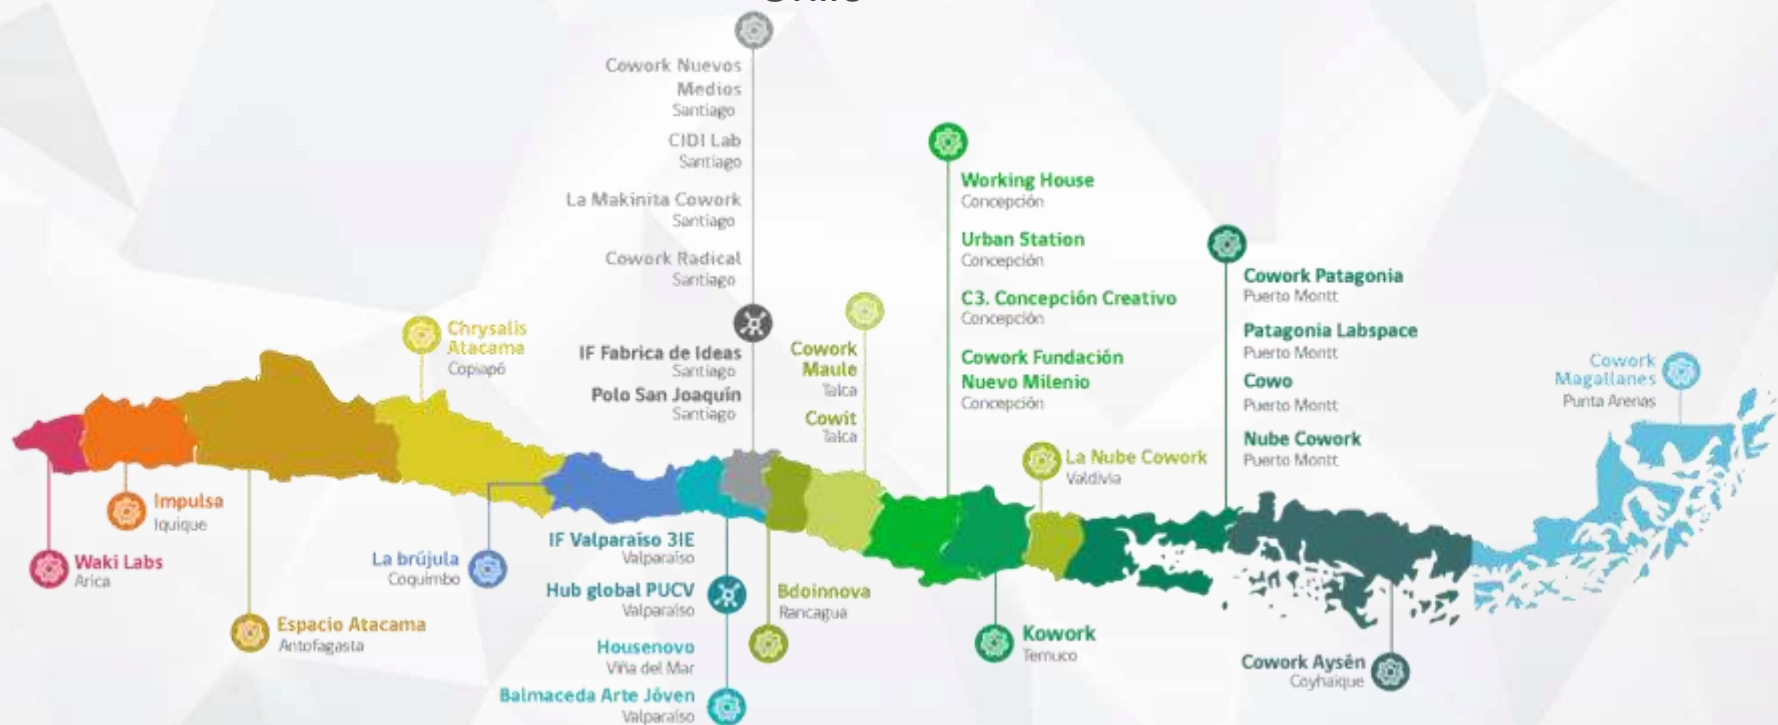 Cowork Nuevos
Medios
Santiago
CIDI Lab
Santiago
La Makinita Cowork
Santiago
Cowork Radical
Santiago
IF Fabrica de Ideas
Santiago
Polo San Joaquín
Santiago
Chrysalis
Atacama
Copiapó
Cowork
Maule
Talca
Cowit
Talca
Working House
Concepción
Urban Station
Concepción
C3. Concepción Creativo
Concepción
Cowork Fundación
Nuevo Milenio
Concepción
La Nube Cowork
Valdivia
Cowork Patagonia
Puerto Montt
Patagonia Labspace
Puerto Montt
Cowo
Puerto Montt
Nube Cowork
Puerto Montt
Cowork
Magallanes
Punta Arenas
Waki Labs
Arica
Impulsa
Iquique
Espacio Atacama
Antofagasta
La brújula
Coquimbo
IF Valparaíso 3IE
Valparaíso
Hub global PUCV
Valparaíso
Housenovo
Viña del Mar
Balmaceda Arte Jóven
Valparaíso
Bdoinnova
Rancagua
Kowork
Temuco
Cowork Aysén
Coyhaique